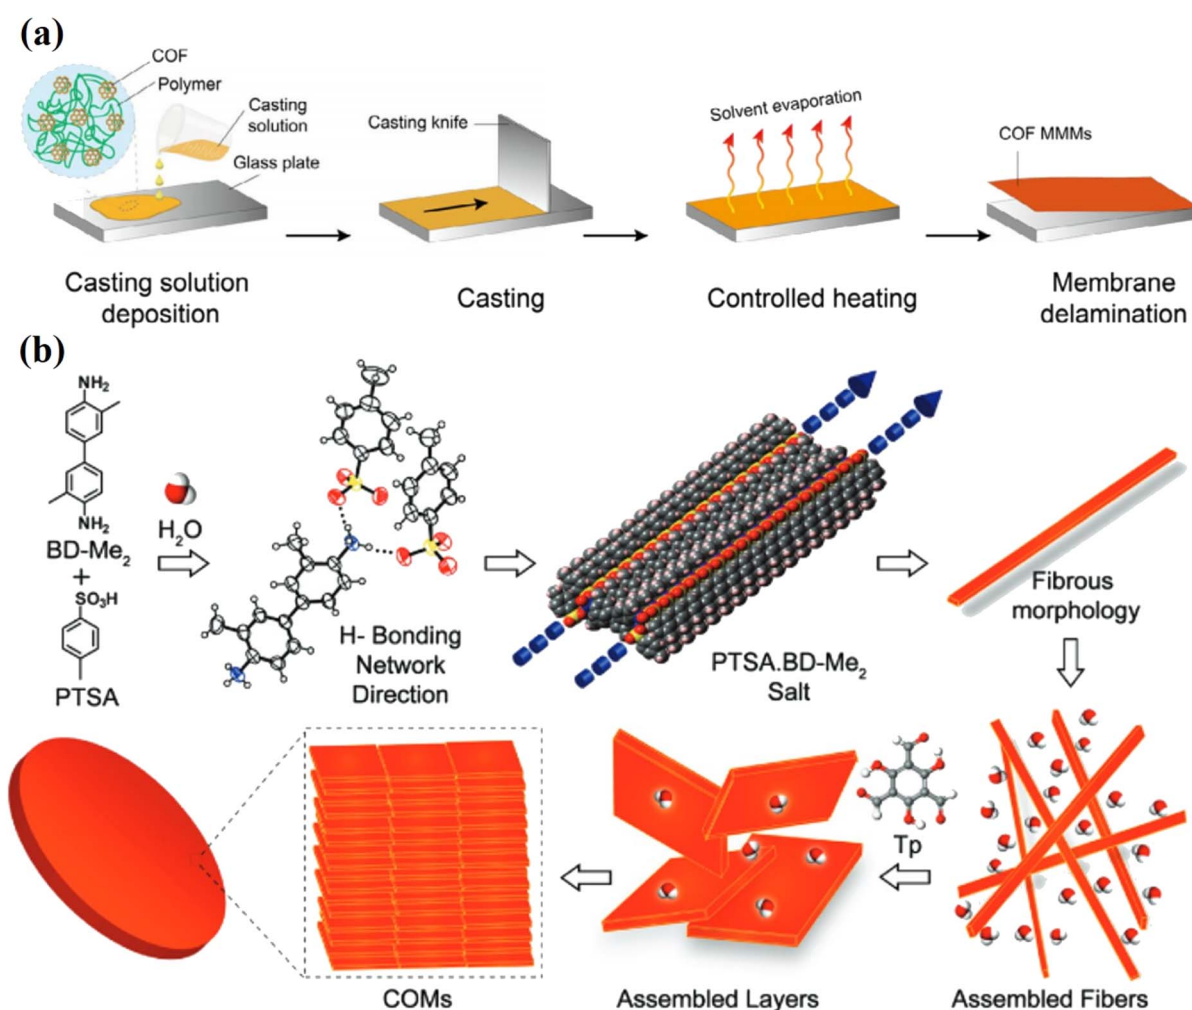 (a)
COF
Polymer
Casting
solution
Glass plate
Casting knife
Solvent evaporation
COF MMMs
Casting solution
deposition
Casting
Controlled heating
Membrane
delamination
(b)
NH₂
NH₂
BD-Me₂
+
SO₃H
PTSA
H₂O
H- Bonding
Network
Direction
PTSA.BD-Me₂
Salt
Fibrous
morphology
Tp
COMs
Assembled Layers
Assembled Fibers